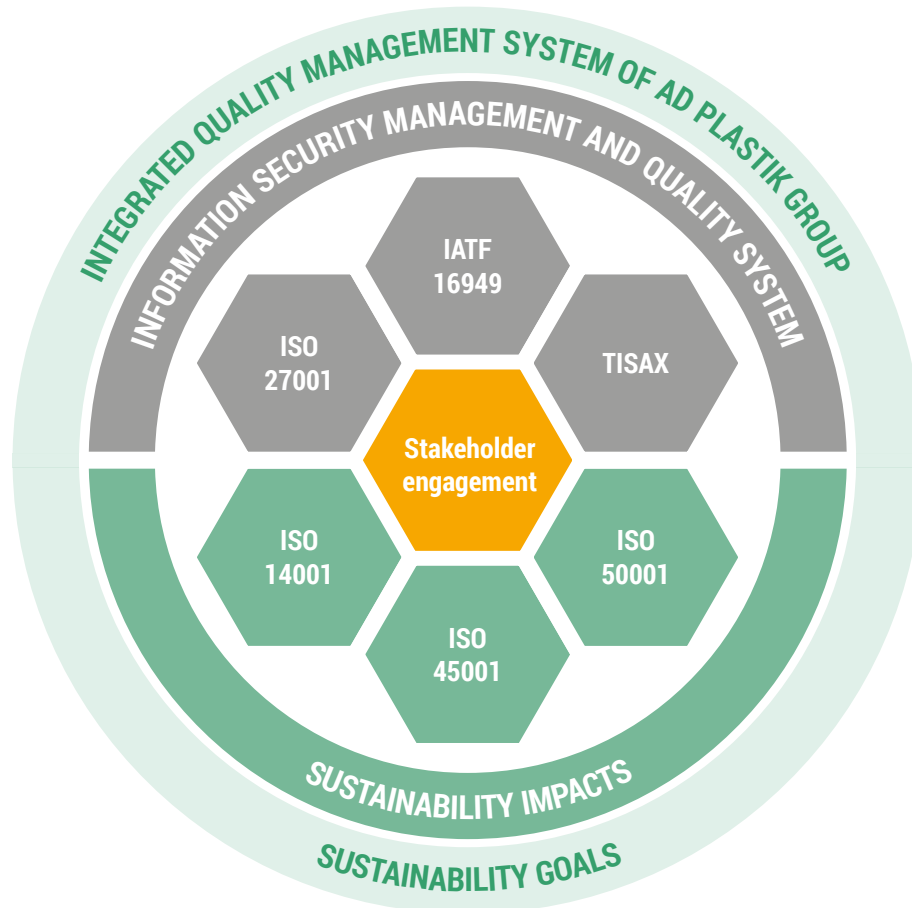 INTEGRATED QUALITY MANAGEMENT SYSTEM OF AD PLASTIK GROUP
INFORMATION SECURITY MANAGEMENT AND QUALITY SYSTEM
IATF
16949
ISO
27001
TISAX
Stakeholder
engagement
ISO
14001
ISO
50001
ISO
45001
SUSTAINABILITY IMPACTS
SUSTAINABILITY GOALS